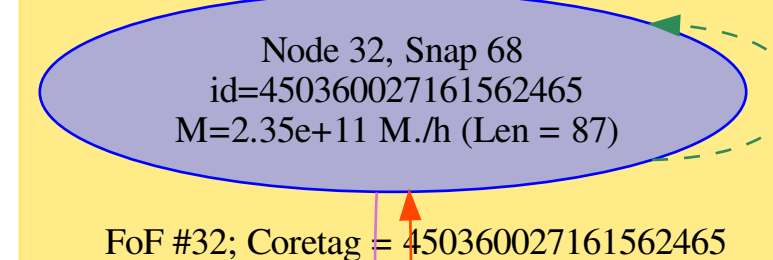 Node 32, Snap 68
id=450360027161562465
M=2.35e+11 M./h (Len = 87)
FoF #32; Coretag = 450360027161562465